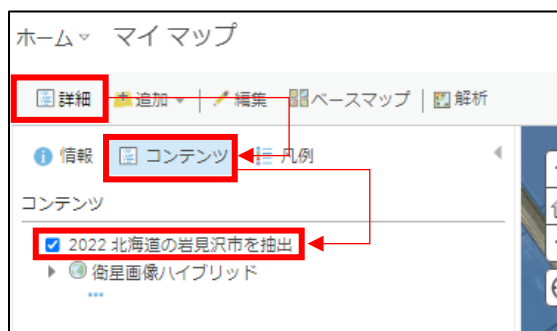 ホーム マイ マップ
詳細 追加 編集 ベースマップ 解析
情報 コンテンツ 凡例
コンテンツ
2022 北海道の岩見沢市を抽出
衛星画像ハイブリッド